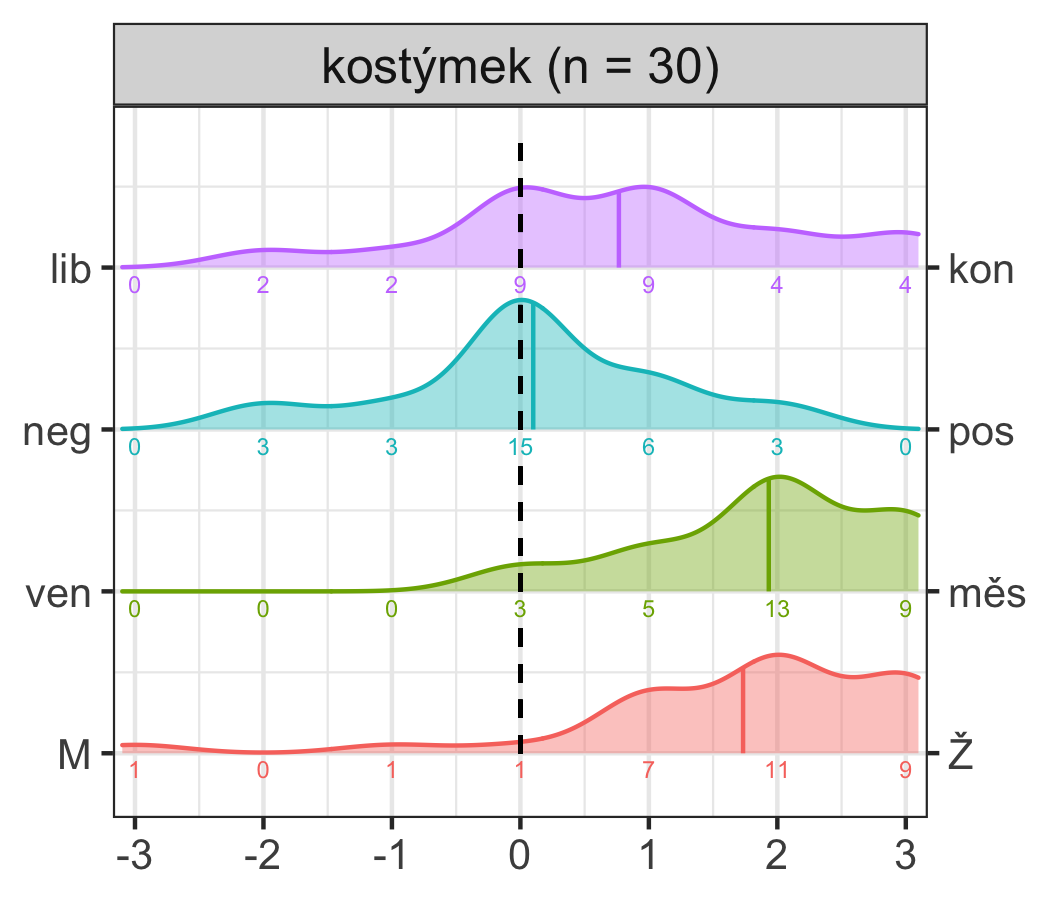 kostýmek (n = 30)
lib kon
0 2 2 9 9 4 4
neg pos
0 3 3 15 6 3 0
ven měs
0 0 0 3 5 13 9
M Ž
1 0 1 1 7 11 9
-3 -2 -1 0 1 2 3